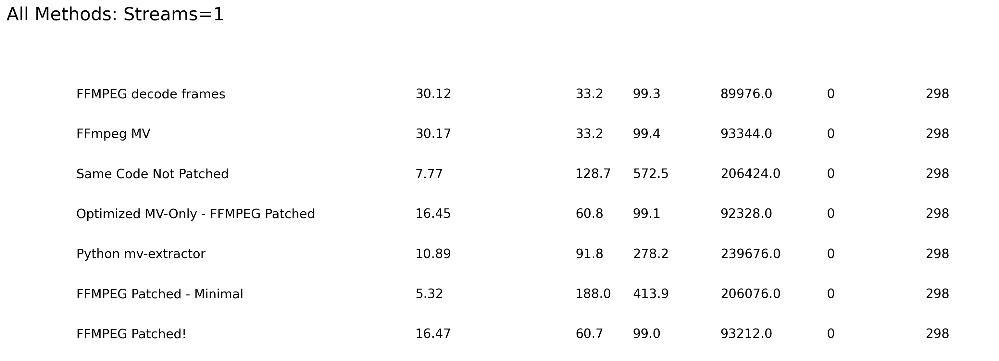 All Methods: Streams=1
FFMPEG decode frames 30.12 33.2 99.3 89976.0 0 298
FFmpeg MV 30.17 33.2 99.4 93344.0 0 298
Same Code Not Patched 7.77 128.7 572.5 206424.0 0 298
Optimized MV-Only - FFMPEG Patched 16.45 60.8 99.1 92328.0 0 298
Python mv-extractor 10.89 91.8 278.2 239676.0 0 298
FFMPEG Patched - Minimal 5.32 188.0 413.9 206076.0 0 298
FFMPEG Patched! 16.47 60.7 99.0 93212.0 0 298